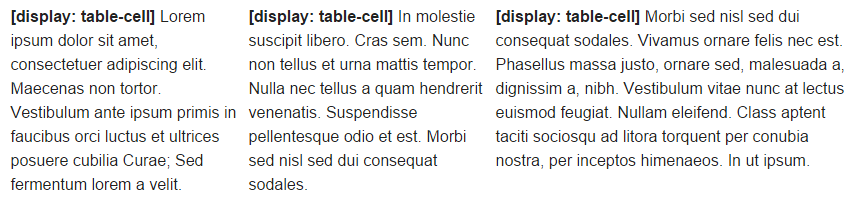 [display: table-cell] Lorem
ipsum dolor sit amet,
consectetuer adipiscing elit.
Maecenas non tortor.
Vestibulum ante ipsum primis in
faucibus orci luctus et ultrices
posuere cubilia Curae; Sed
fermentum lorem a velit.
[display: table-cell] In molestie
suscipit libero. Cras sem. Nunc
non tellus et urna mattis tempor.
Nulla nec tellus a quam hendrerit
venenatis. Suspendisse
pellentesque odio et est. Morbi
sed nisl sed dui consequat
sodales.
[display: table-cell] Morbi sed nisl sed dui
consequat sodales. Vivamus ornare felis nec est.
Phasellus massa justo, ornare sed, malesuada a,
dignissim a, nibh. Vestibulum vitae nunc at lectus
euismod feugiat. Nullam eleifend. Class aptent
taciti sociosqu ad litora torquent per conubia
nostra, per inceptos himenaeos. In ut ipsum.